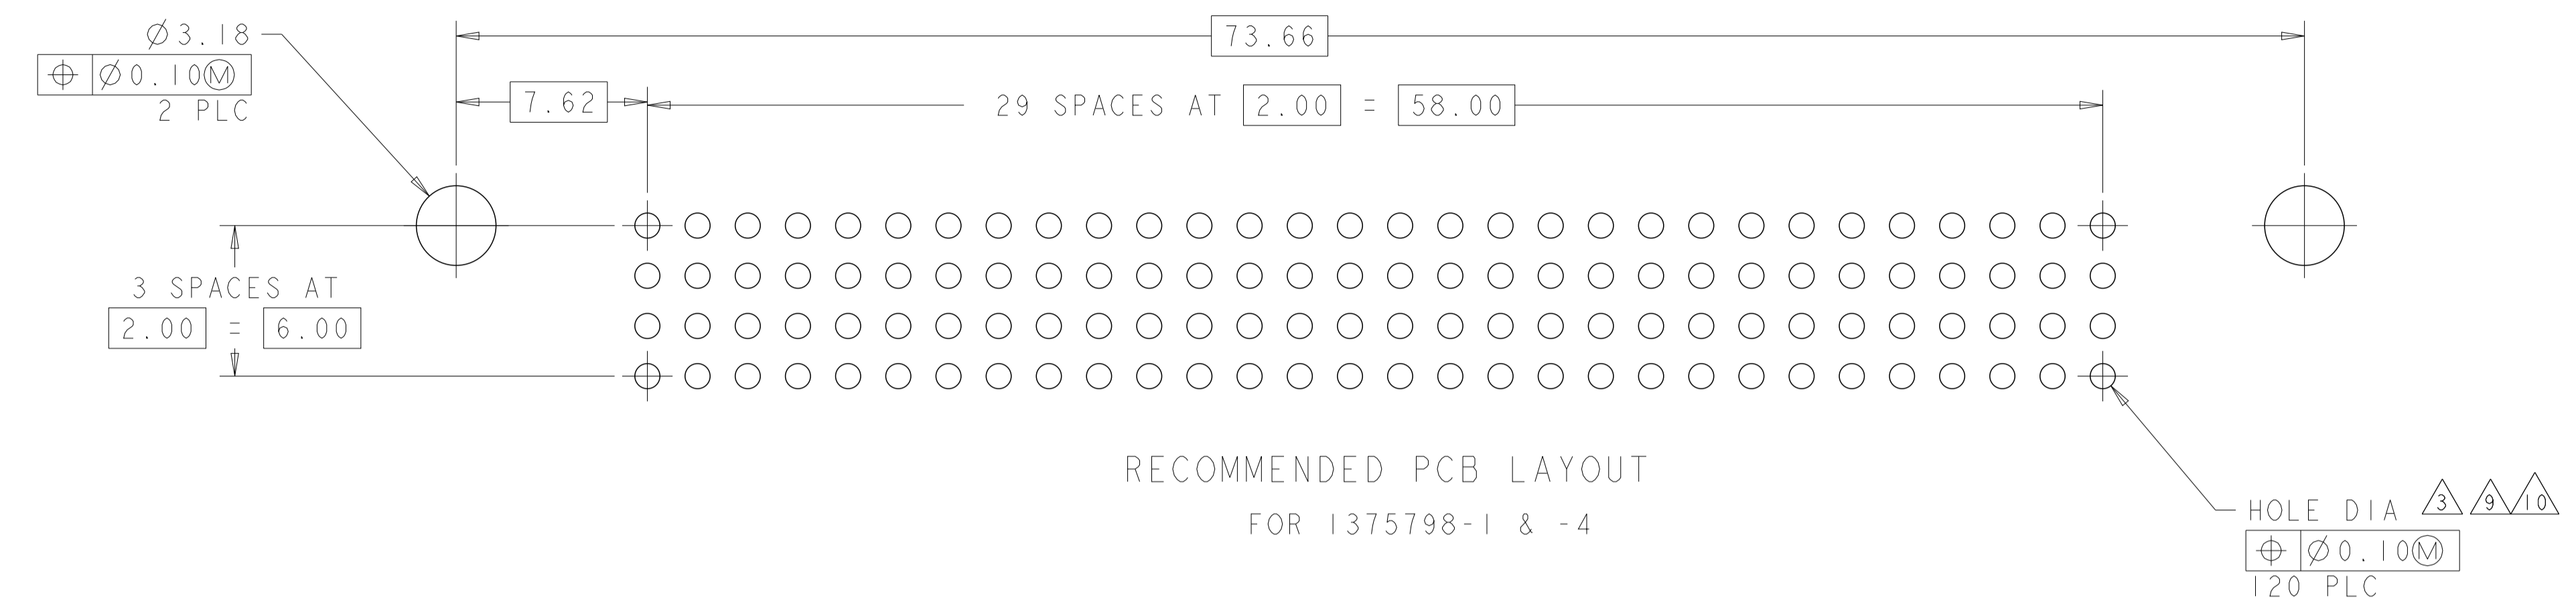 Ø3.18
⌖ Ø0.10Ⓜ
2 PLC
73.66
7.62
29 SPACES AT 2.00 = 58.00
3 SPACES AT
2.00 = 6.00
RECOMMENDED PCB LAYOUT
FOR 1375798-1 & -4
HOLE DIA 3 9 10
⌖ Ø0.10Ⓜ
120 PLC